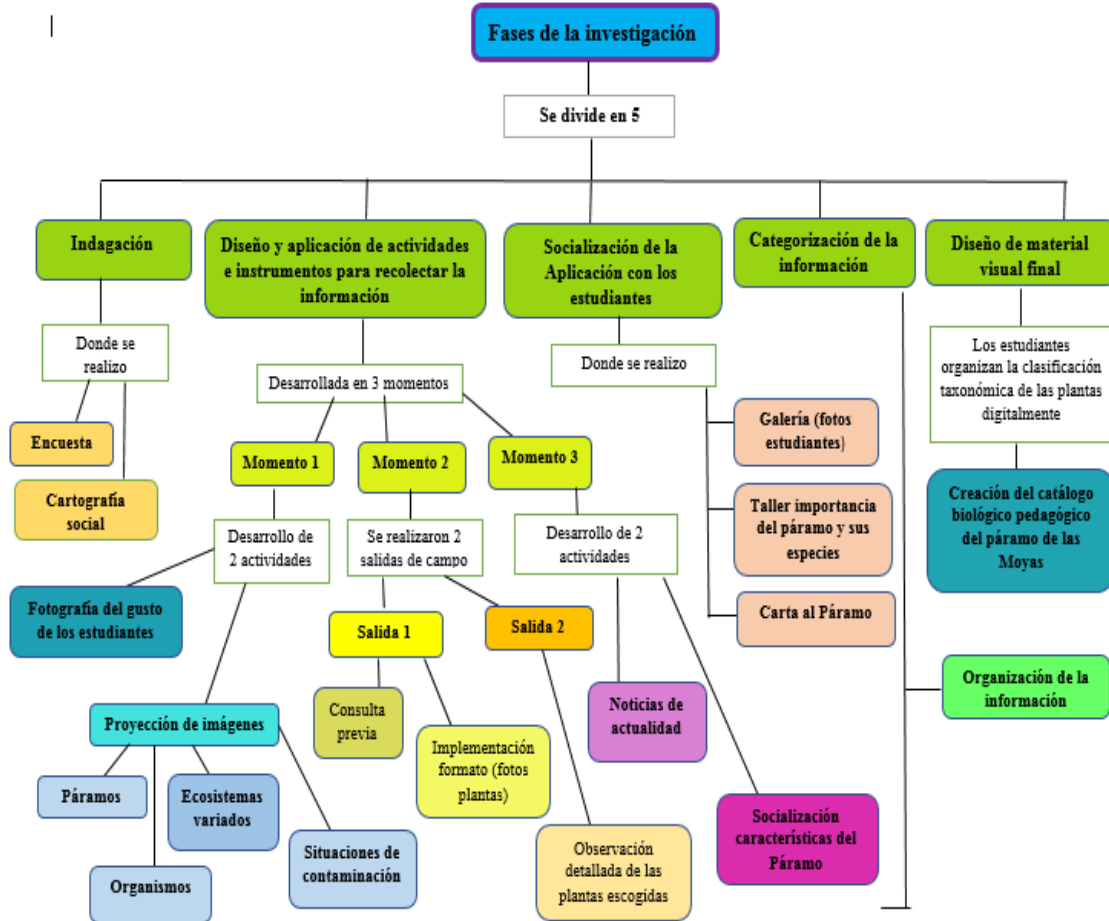 Fases de la investigación
Se divide en 5
Indagación
Donde se
realizo
Encuesta
Cartografía
social
Diseño y aplicación de actividades
e instrumentos para recolectar la
información
Desarrollada en 3 momentos
Momento 1
Momento 2
Momento 3
Desarrollo de
2 actividades
Fotografía del gusto
de los estudiantes
Proyección de imágenes
Páramos
Organismos
Ecosistemas
variados
Situaciones de
contaminación
Se realizaron 2
salidas de campo
Salida 1
Consulta
previa
Implementación
formato (fotos
plantas)
Salida 2
Observación
detallada de las
plantas escogidas
Desarrollo de 2
actividades
Noticias de
actualidad
Socialización
características del
Páramo
Socialización de la
Aplicación con los
estudiantes
Donde se realizo
Galería (fotos
estudiantes)
Taller importancia
del páramo y sus
especies
Carta al Páramo
Categorización de la
información
Organización de la
información
Diseño de material
visual final
Los estudiantes
organizan la clasificación
taxonómica de las plantas
digitalmente
Creación del catálogo
biológico pedagógico
del páramo de las
Moyas